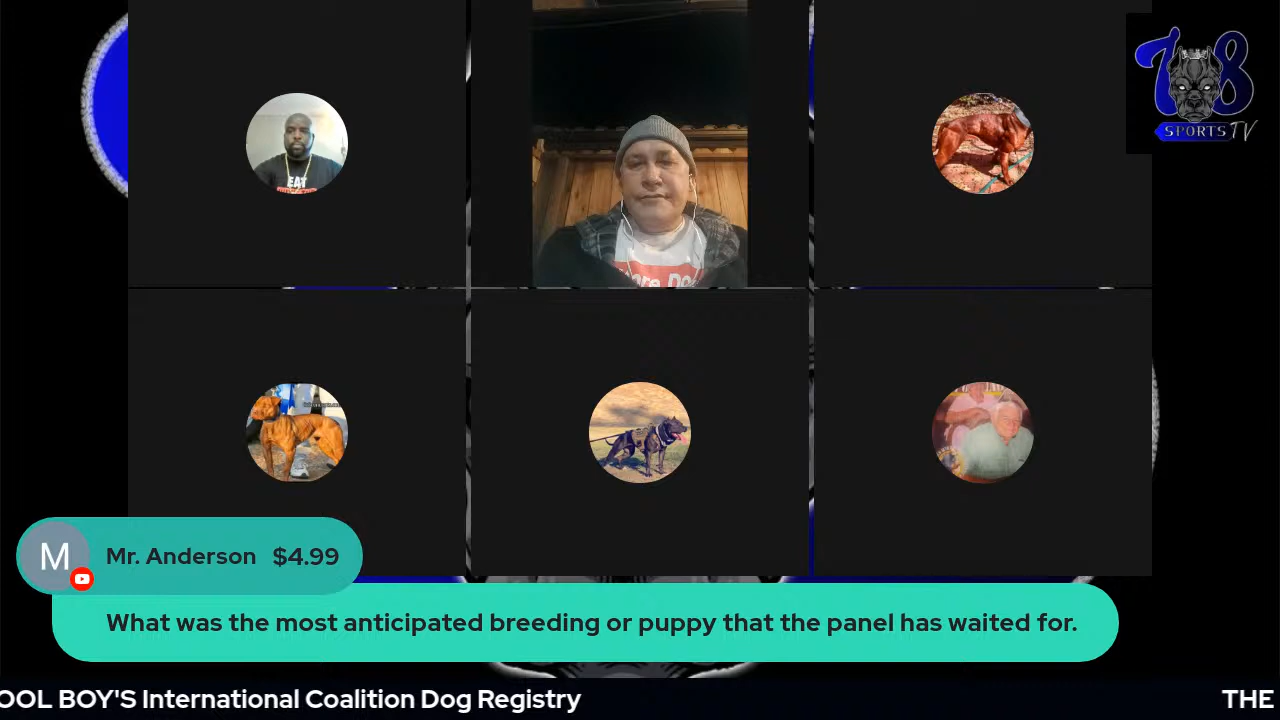 718
SPORTS TV
EAT
Mr. Anderson $4.99
What was the most anticipated breeding or puppy that the panel has waited for.
OOL BOY'S International Coalition Dog Registry
THE